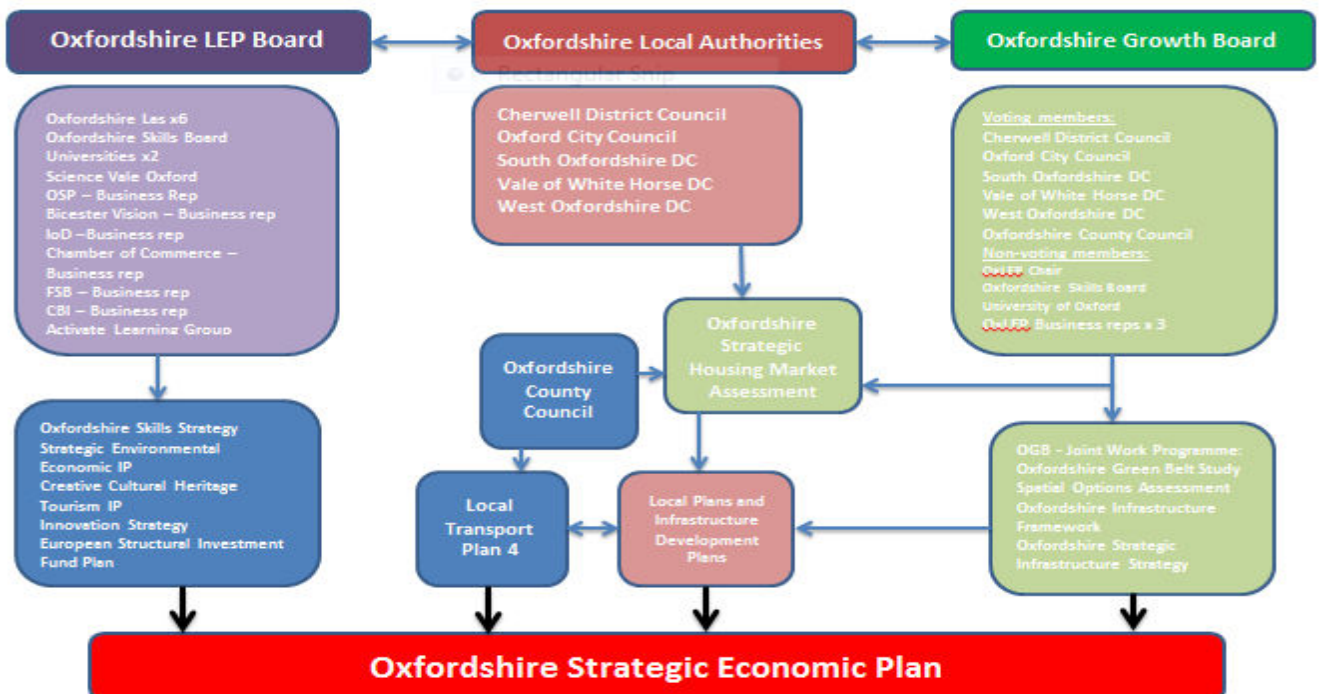 Oxfordshire LEP Board
Oxfordshire Local Authorities
Oxfordshire Growth Board
Rectangular Snip
Oxfordshire Las x6
Oxfordshire Skills Board
Universities x2
Science Vale Oxford
OSP – Business Rep
Bicester Vision – Business rep
IoD –Business rep
Chamber of Commerce –
Business rep
FSB – Business rep
CBI – Business rep
Activate Learning Group
Cherwell District Council
Oxford City Council
South Oxfordshire DC
Vale of White Horse DC
West Oxfordshire DC
Voting members:
Cherwell District Council
Oxford City Council
South Oxfordshire DC
Vale of White Horse DC
West Oxfordshire DC
Oxfordshire County Council
Non-voting members:
OxLEP Chair
Oxfordshire Skills Board
University of Oxford
OxLEP Business reps x 3
Oxfordshire
Strategic
Housing Market
Assessment
Oxfordshire
County
Council
Oxfordshire Skills Strategy
Strategic Environmental
Economic IP
Creative Cultural Heritage
Tourism IP
Innovation Strategy
European Structural Investment
Fund Plan
Local
Transport
Plan 4
Local Plans and
Infrastructure
Development
Plans
OGB - Joint Work Programme:
Oxfordshire Green Belt Study
Spatial Options Assessment
Oxfordshire Infrastructure
Framework
Oxfordshire Strategic
Infrastructure Strategy
Oxfordshire Strategic Economic Plan